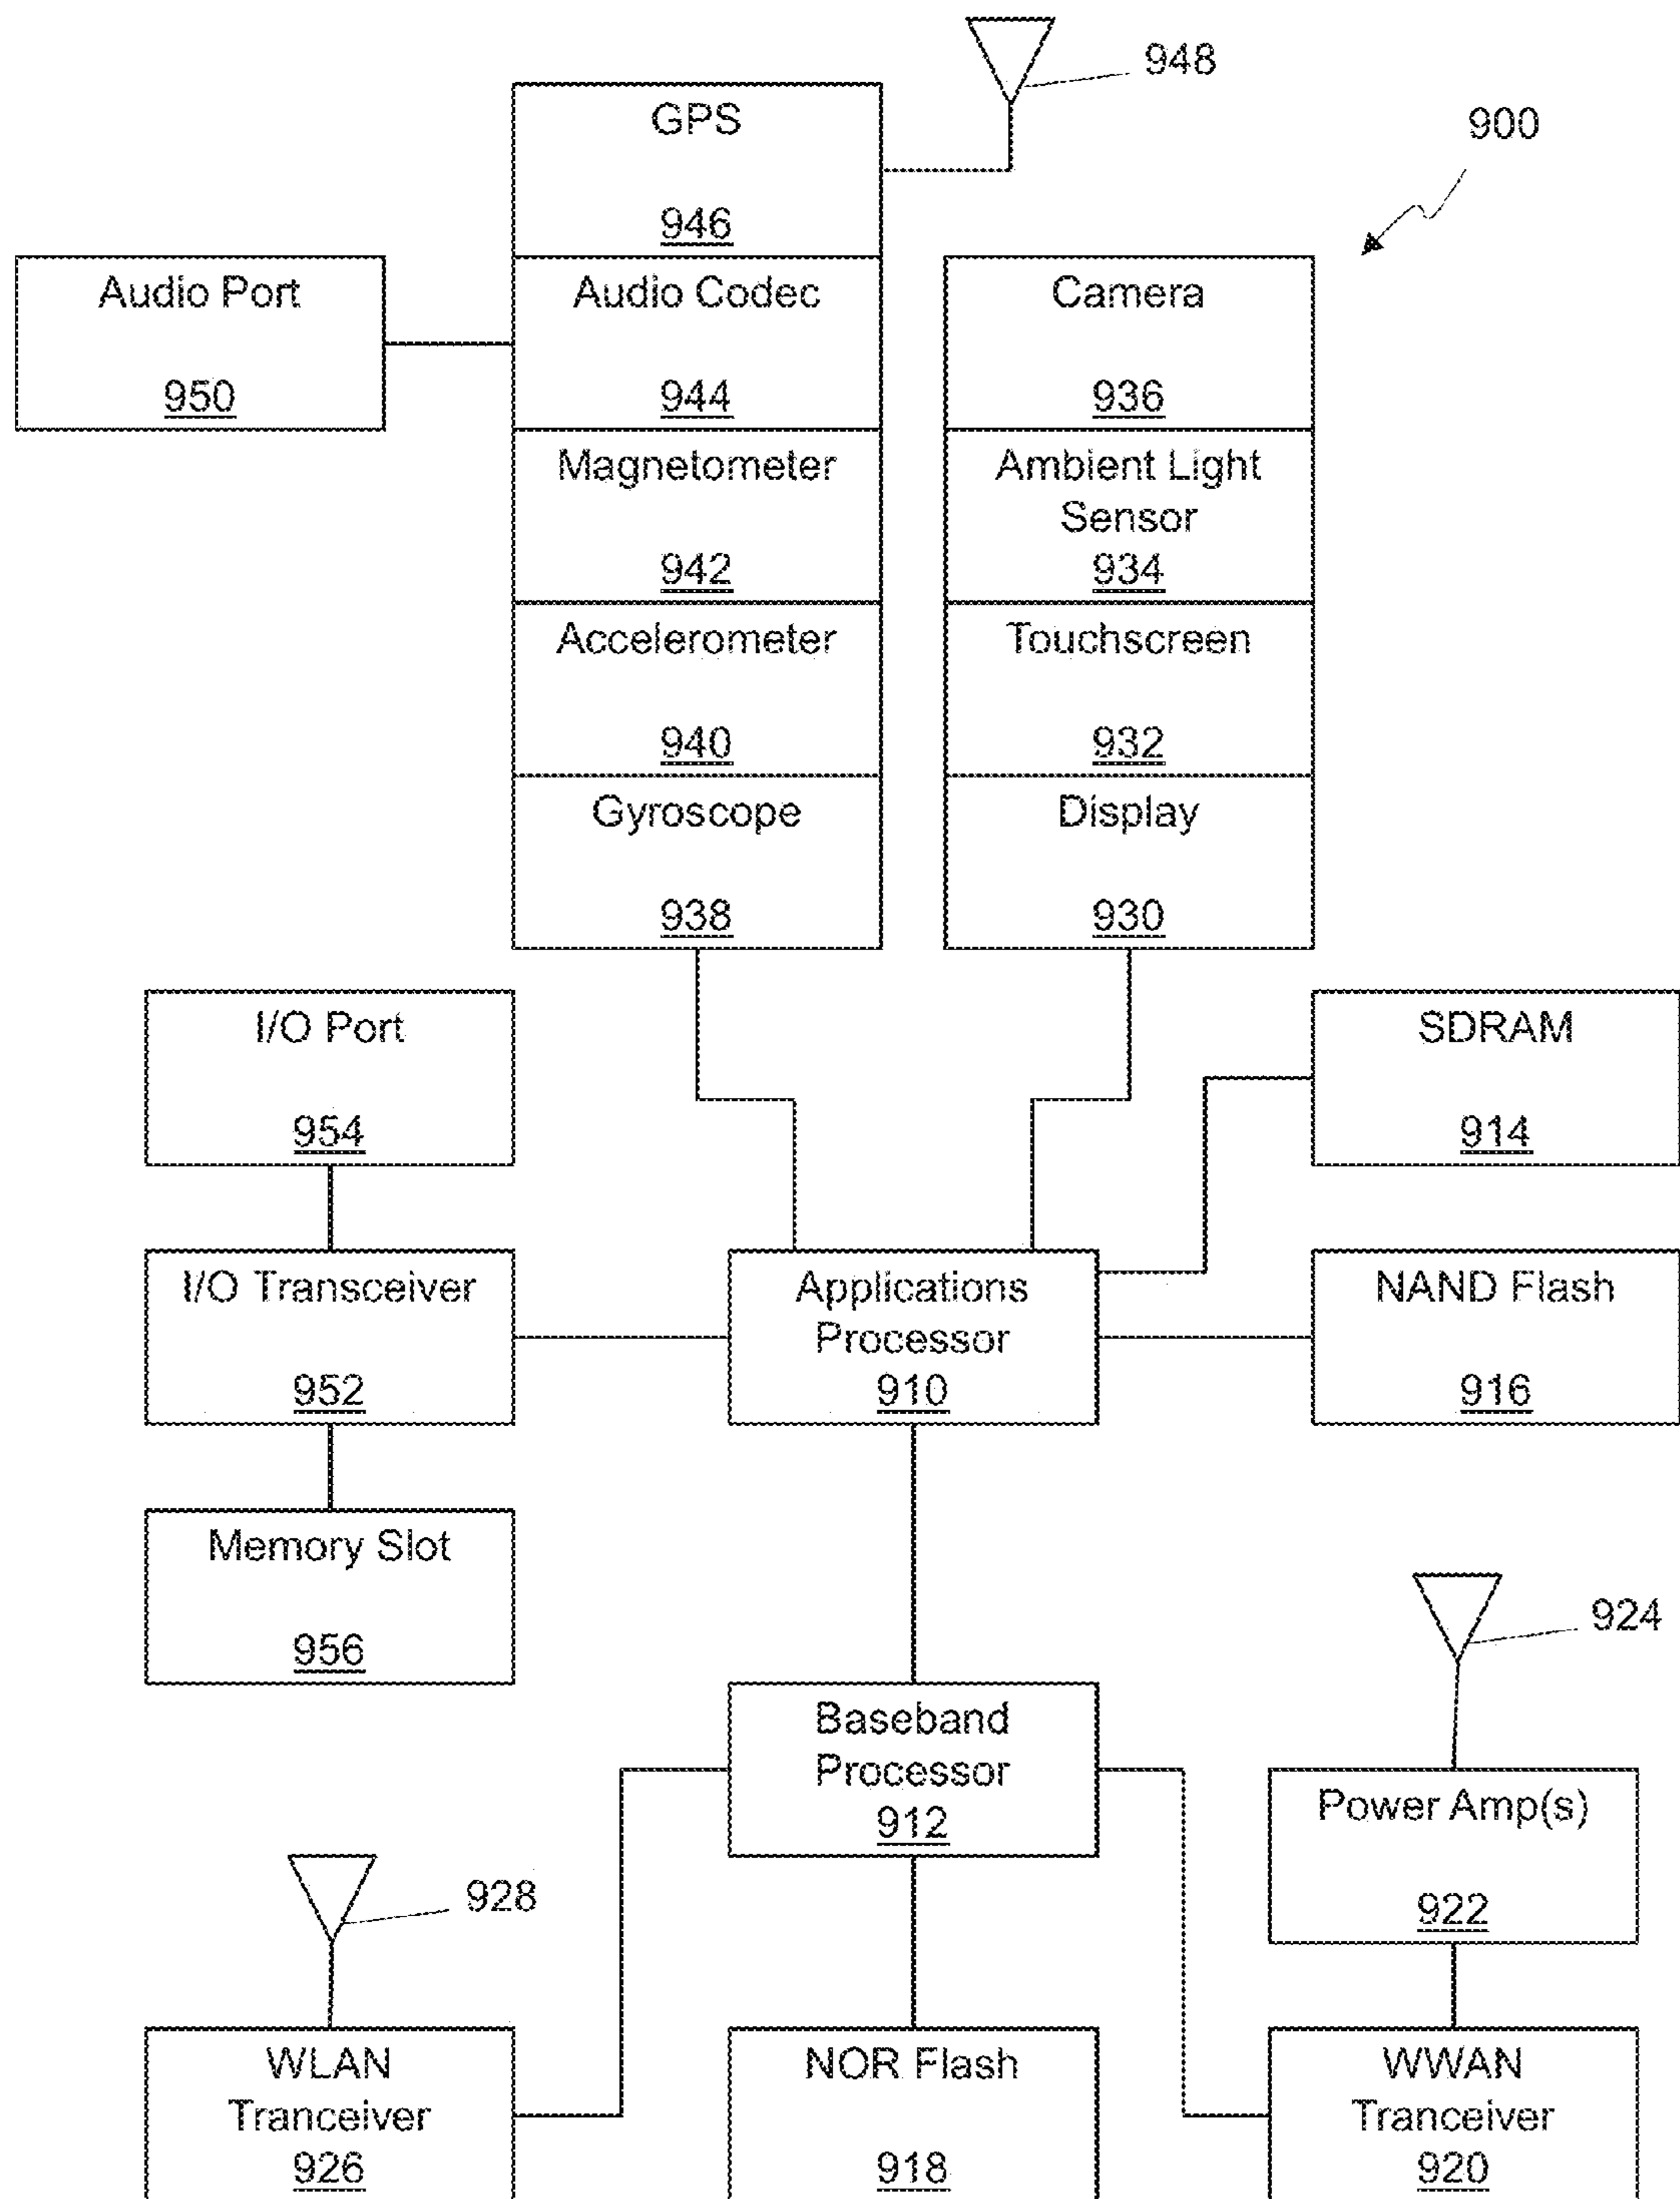 948
900
GPS
946
Audio Port
950
Audio Codec
944
Camera
936
Magnetometer
942
Ambient Light
Sensor
934
Accelerometer
940
Touchscreen
932
Gyroscope
938
Display
930
I/O Port
954
SDRAM
914
I/O Transceiver
952
Applications
Processor
910
NAND Flash
916
Memory Slot
956
924
Baseband
Processor
912
Power Amp(s)
922
928
WLAN
Tranceiver
926
NOR Flash
918
WWAN
Tranceiver
920